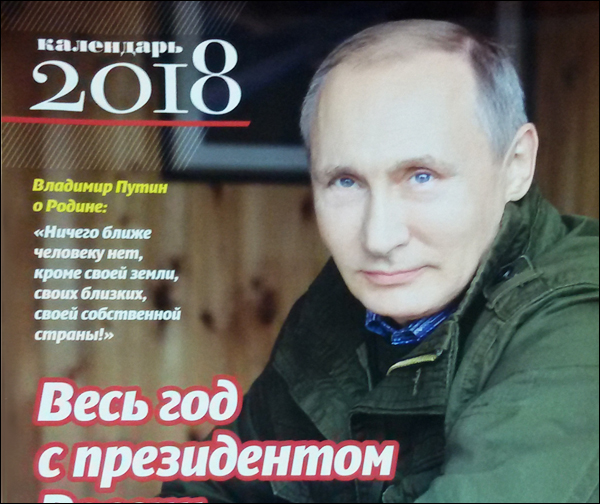 календарь
2018
Владимир Путин
о Родине:
«Ничего ближе
человеку нет,
кроме своей земли,
своих близких,
своей собственной
страны!»
Весь год
с президентом